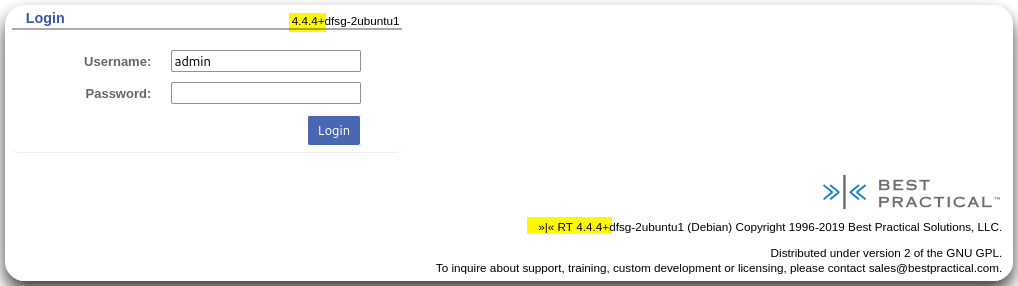 Login
4.4.4+dfsg-2ubuntu1
Username: admin
Password:
Login
BEST
PRACTICAL™
»|« RT 4.4.4+dfsg-2ubuntu1 (Debian) Copyright 1996-2019 Best Practical Solutions, LLC.
Distributed under version 2 of the GNU GPL.
To inquire about support, training, custom development or licensing, please contact sales@bestpractical.com.